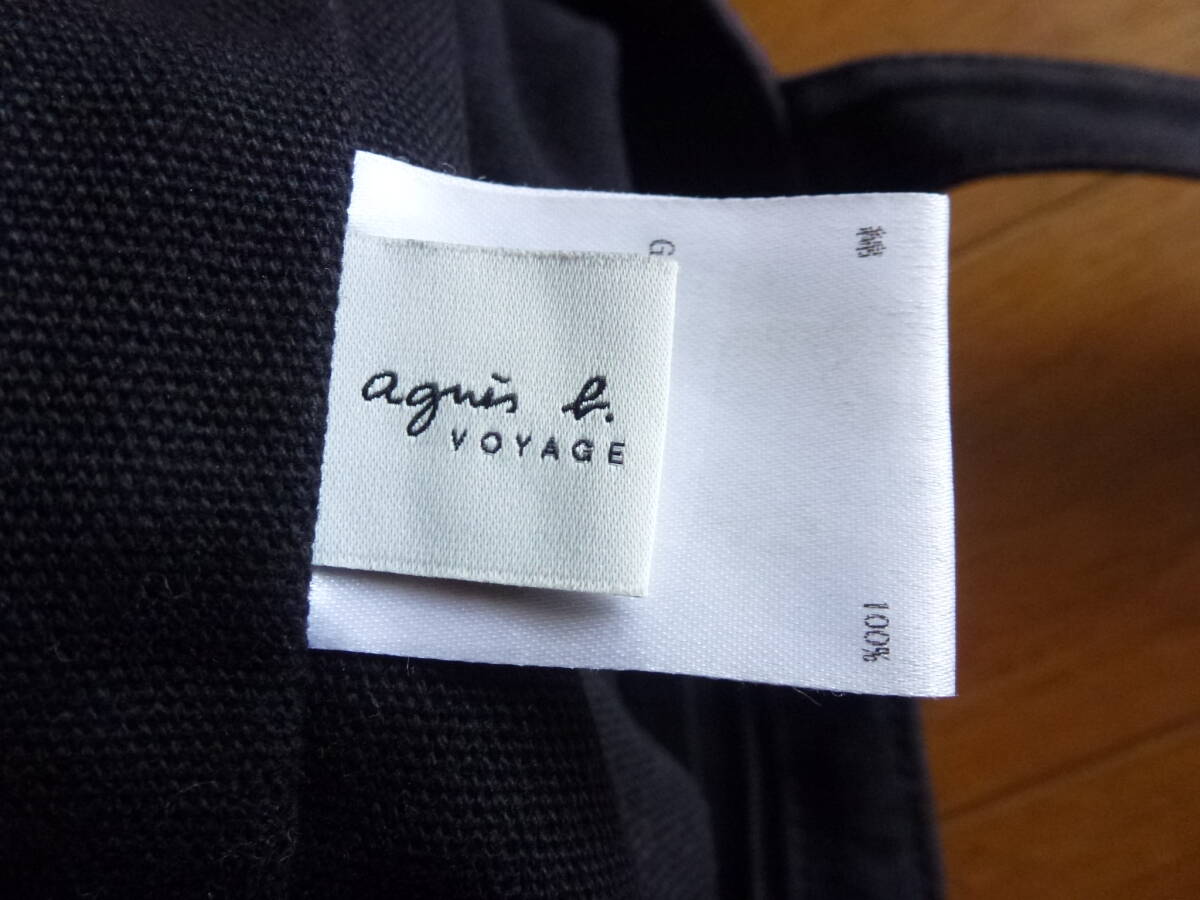 agnès b.
VOYAGE
G
綿
100%